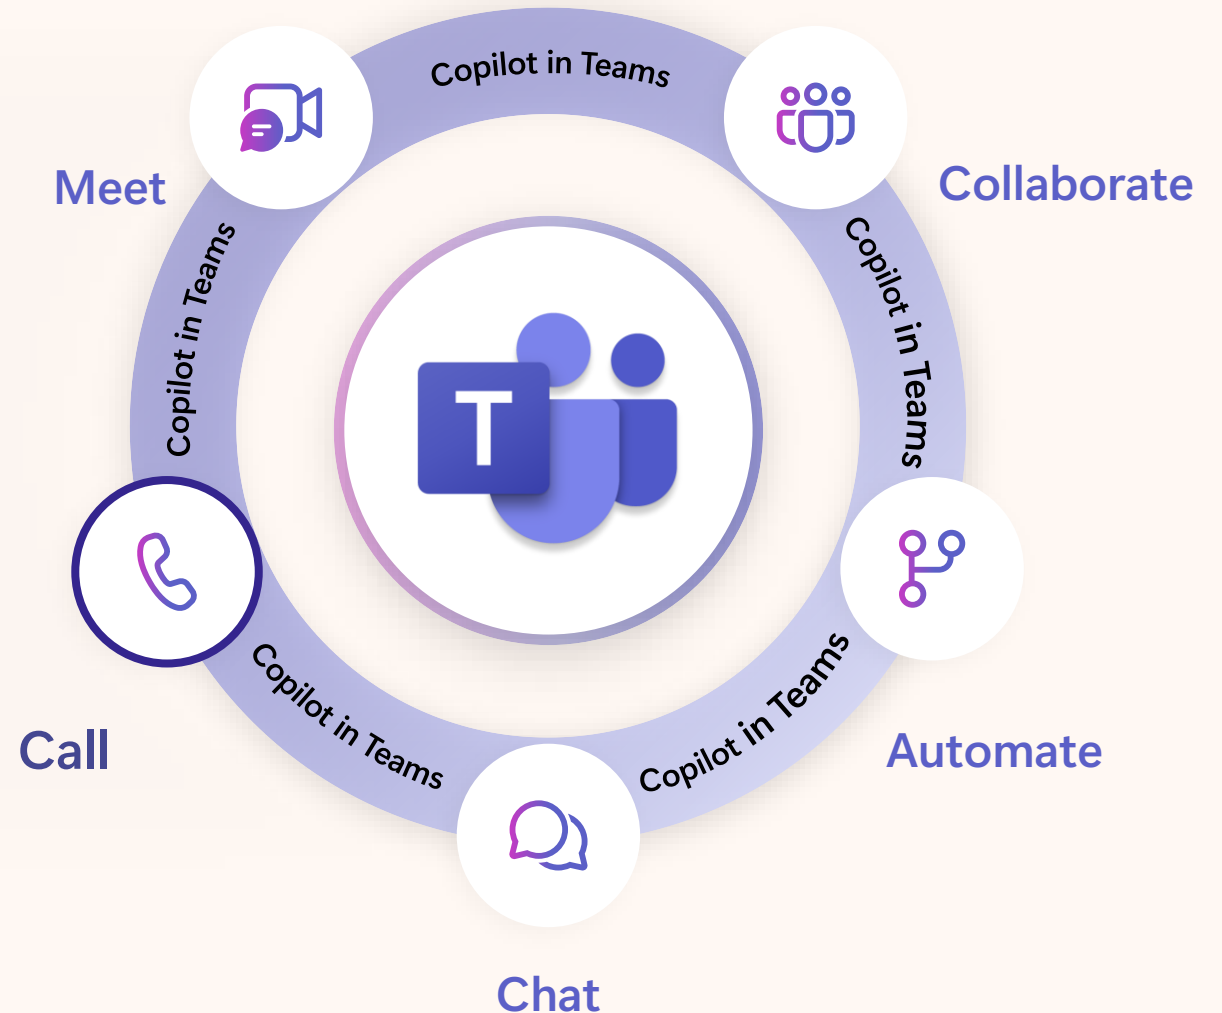 Copilot in Teams
Meet
Collaborate
Copilot in Teams
Copilot in Teams
T
Call
Copilot in Teams
Copilot in Teams
Automate
Chat